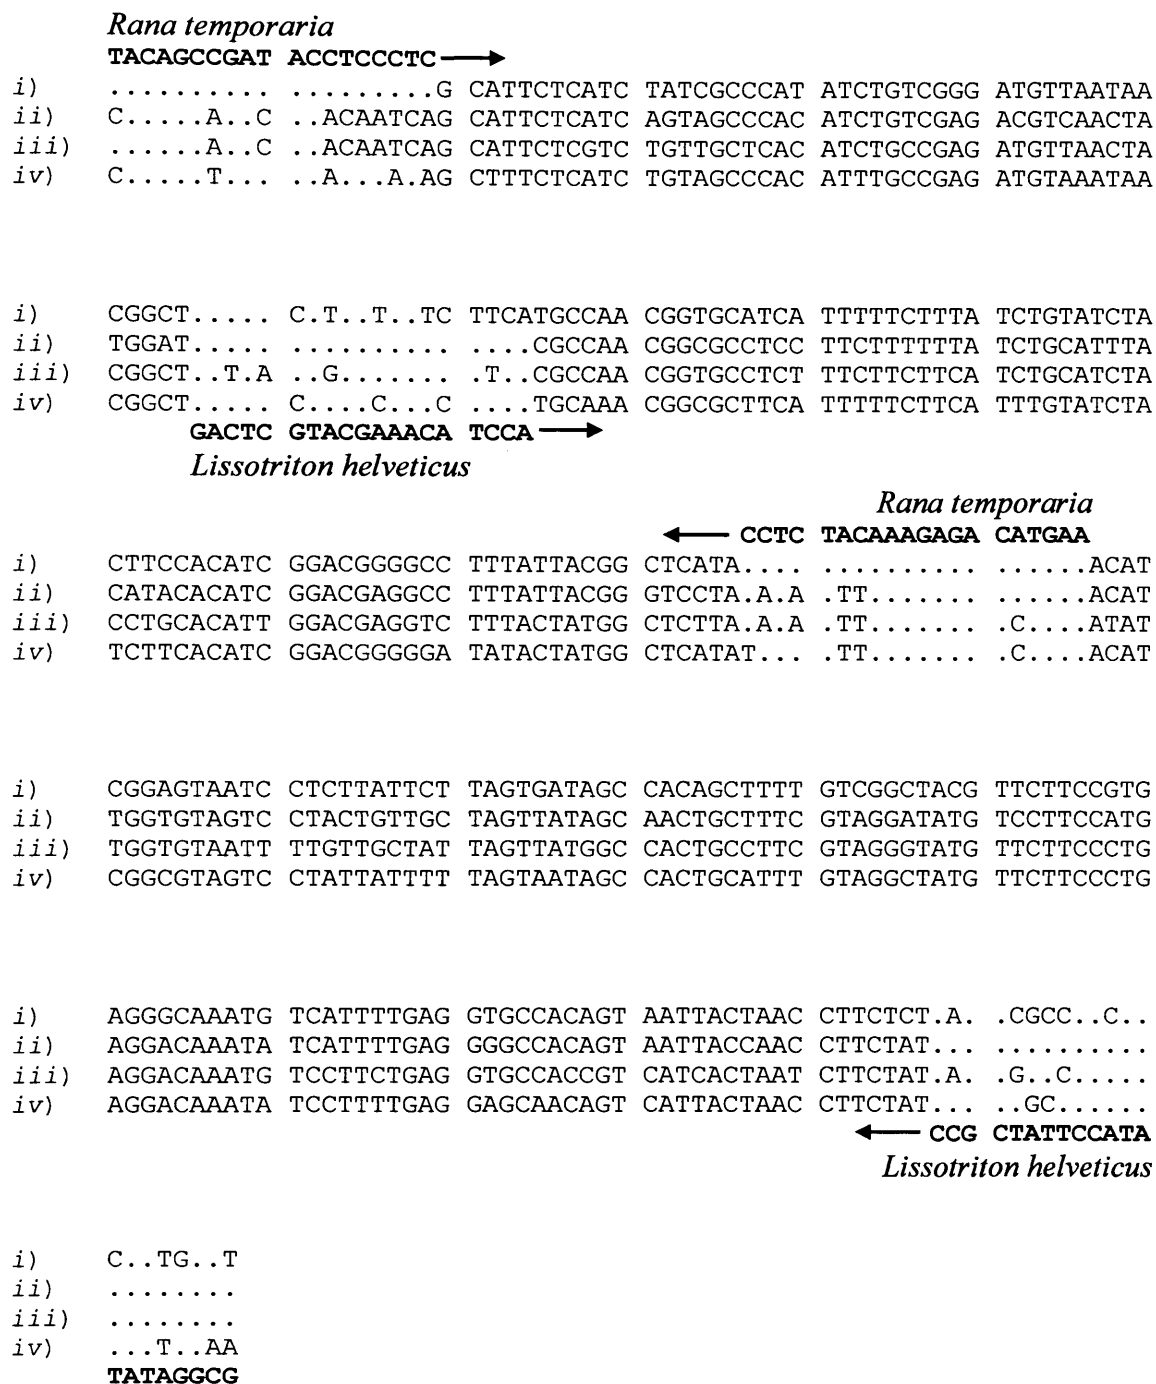 Rana temporaria
TACAGCCGAT ACCTCCCTC
i) .......... .........G CATTCTCATC TATCGCCCAT ATCTGTCGGG ATGTTAATAA
ii) C.....A..C ..ACAATCAG CATTCTCATC AGTAGCCCAC ATCTGTCGAG ACGTCAACTA
iii) ......A..C ..ACAATCAG CATTCTCGTC TGTTGCTCAC ATCTGCCGAG ATGTTAACTA
iv) C.....T... ..A...A.AG CTTTCTCATC TGTAGCCCAC ATTTGCCGAG ATGTAAATAA
i) CGGCT..... C.T..T..TC TTCATGCCAA CGGTGCATCA TTTTTCTTTA TCTGTATCTA
ii) TGGAT..... .......... ....CGCCAA CGGCGCCTCC TTCTTTTTTA TCTGCATTTA
iii) CGGCT..T.A ..G....... .T..CGCCAA CGGTGCCTCT TTCTTCTTCA TCTGCATCTA
iv) CGGCT..... C....C...C ....TGCAAA CGGCGCTTCA TTTTTCTTCA TTTGTATCTA
GACTC GTACGAAACA TCCA
Lissotriton helveticus
Rana temporaria
CCTC TACAAAGAGA CATGAA
i) CTTCCACATC GGACGGGGCC TTTATTACGG CTCATA.... .......... ......ACAT
ii) CATACACATC GGACGAGGCC TTTATTACGG GTCCTA.A.A .TT....... ......ACAT
iii) CCTGCACATT GGACGAGGTC TTTACTATGG CTCTTA.A.A .TT....... .C....ATAT
iv) TCTTCACATC GGACGGGGGA TATACTATGG CTCATAT... .TT....... .C....ACAT
i) CGGAGTAATC CTCTTATTCT TAGTGATAGC CACAGCTTTT GTCGGCTACG TTCTTCCGTG
ii) TGGTGTAGTC CTACTGTTGC TAGTTATAGC AACTGCTTTC GTAGGATATG TCCTTCCATG
iii) TGGTGTAATT TTGTTGCTAT TAGTTATGGC CACTGCCTTC GTAGGGTATG TTCTTCCCTG
iv) CGGCGTAGTC CTATTATTTT TAGTAATAGC CACTGCATTT GTAGGCTATG TTCTTCCCTG
i) AGGGCAAATG TCATTTTGAG GTGCCACAGT AATTACTAAC CTTCTCT.A. .CGCC..C..
ii) AGGACAAATA TCATTTTGAG GGGCCACAGT AATTACCAAC CTTCTAT... ..........
iii) AGGACAAATG TCCTTCTGAG GTGCCACCGT CATCACTAAT CTTCTAT.A. .G..C.....
iv) AGGACAAATA TCCTTTTGAG GAGCAACAGT CATTACTAAC CTTCTAT... ..GC......
CCG CTATTCCATA
Lissotriton helveticus
i) C..TG..T
ii) ........
iii) ........
iv) ...T..AA
TATAGGCG